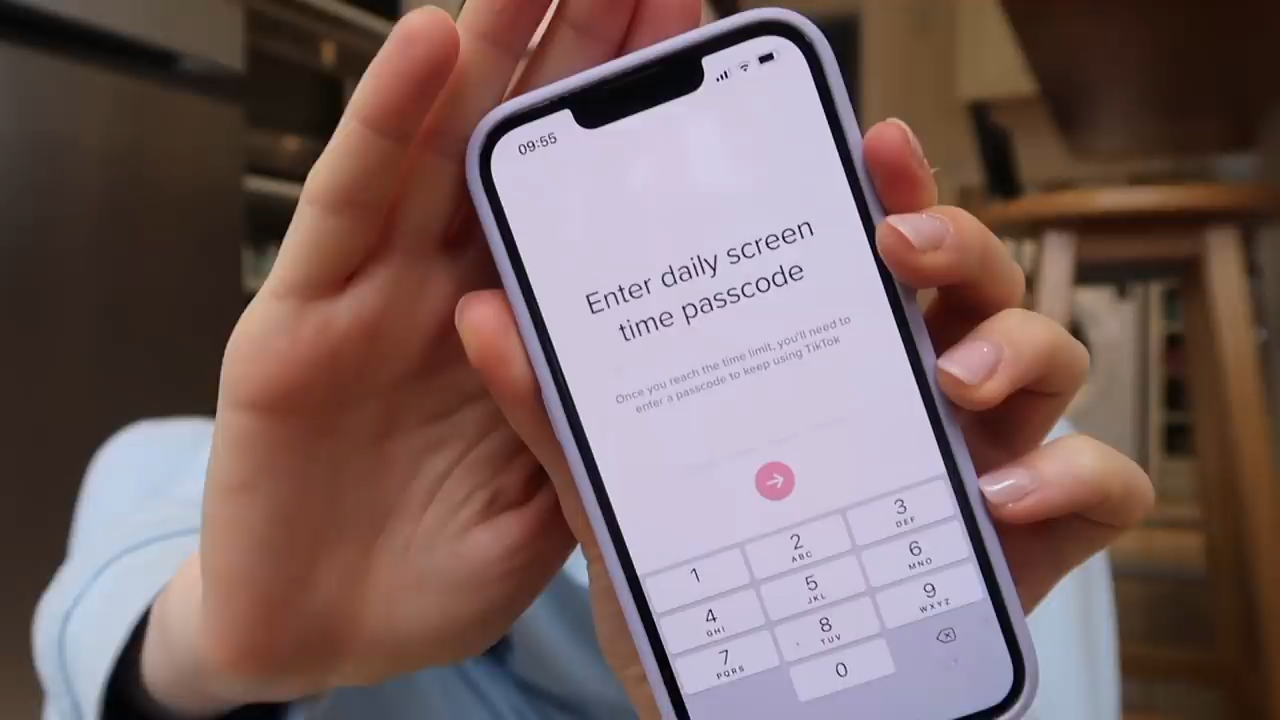 09:55
Enter daily screen
time passcode
Once you reach the time limit, you'll need to
enter a passcode to keep using TikTok
1
2
ABC
3
DEF
4
GHI
5
JKL
6
MNO
7
PQRS
8
TUV
9
WXYZ
0